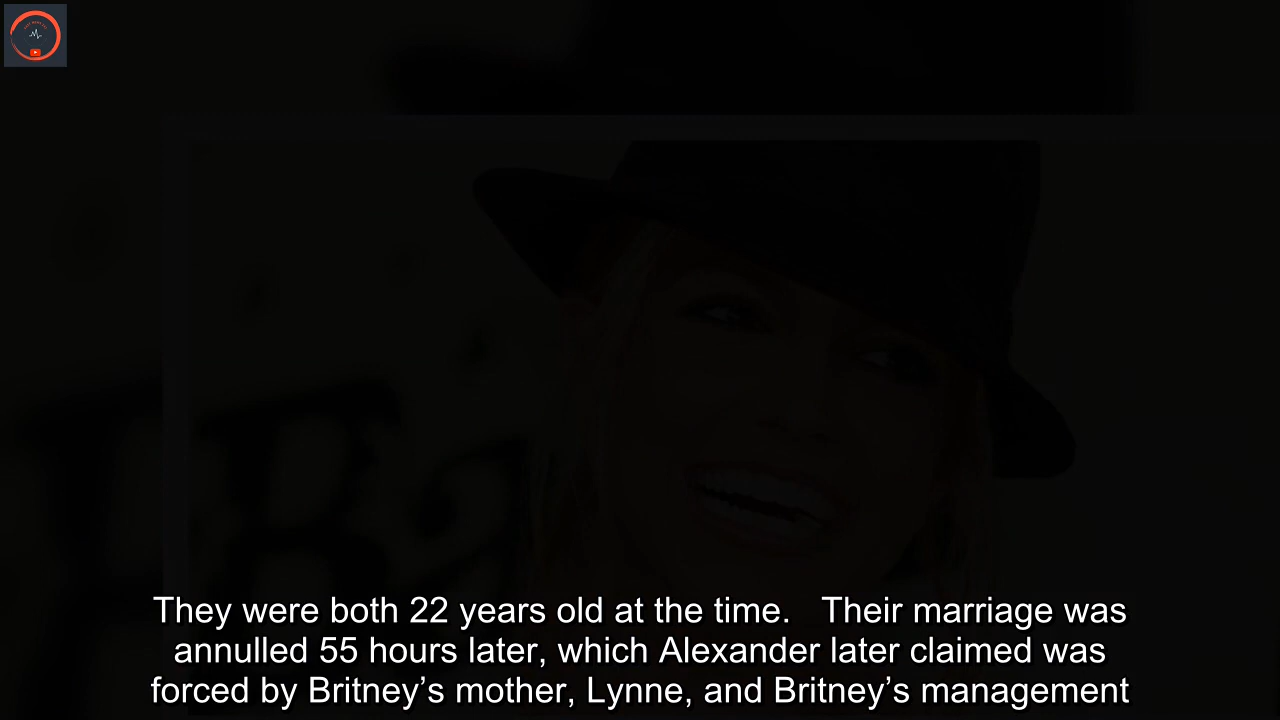 They were both 22 years old at the time.   Their marriage was
annulled 55 hours later, which Alexander later claimed was
forced by Britney’s mother, Lynne, and Britney’s management